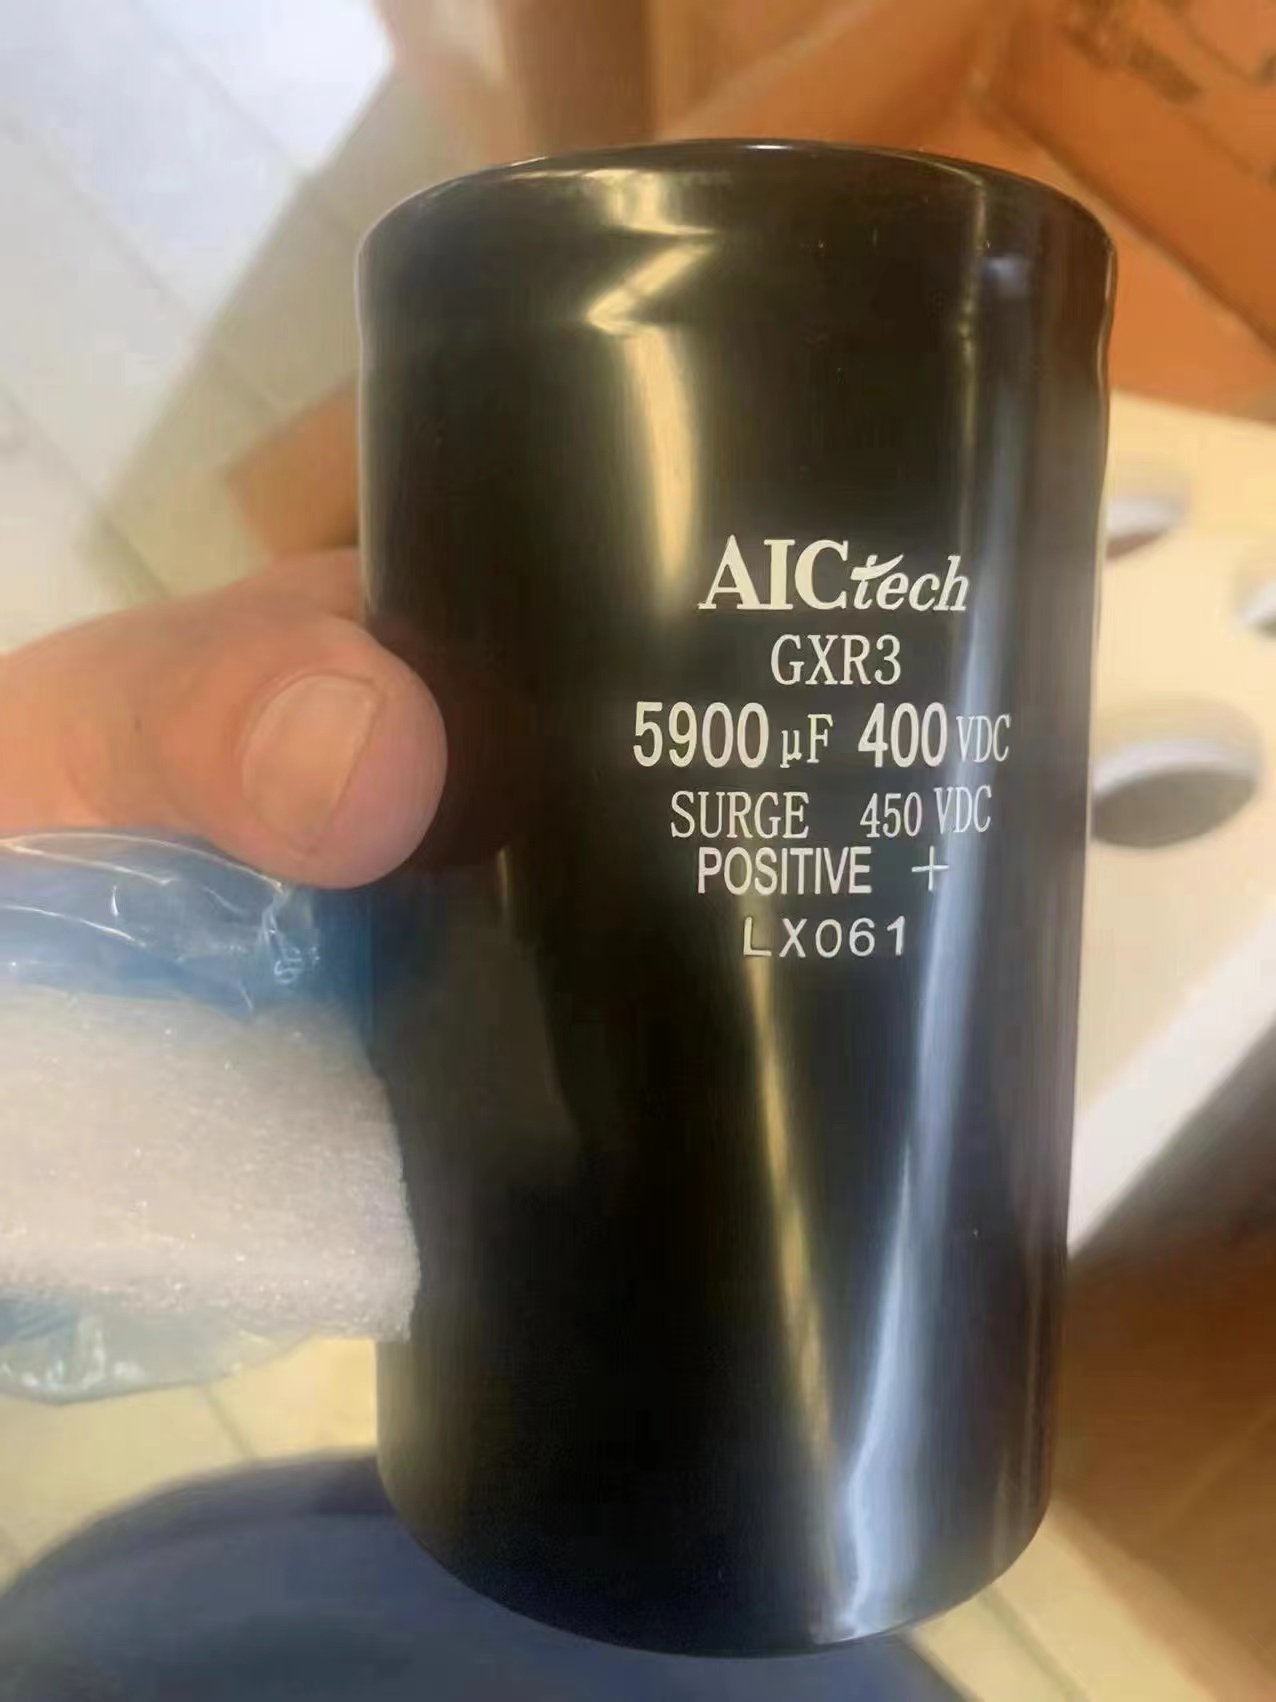 AICtech
GXR3
5900 µF 400 VDC
SURGE 450 VDC
POSITIVE +
LX061